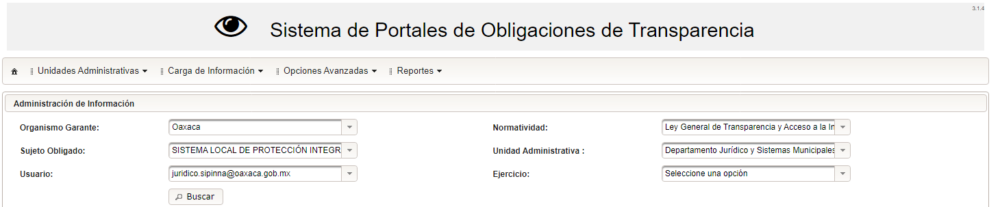 3.1.4
Sistema de Portales de Obligaciones de Transparencia
Unidades Administrativas Carga de Información Opciones Avanzadas Reportes
Administración de Información
Organismo Garante: Oaxaca Normatividad: Ley General de Transparencia y Acceso a la In
Sujeto Obligado: SISTEMA LOCAL DE PROTECCIÓN INTEGR Unidad Administrativa : Departamento Jurídico y Sistemas Municipales
Usuario: juridico.sipinna@oaxaca.gob.mx Ejercicio: Seleccione una opción
Buscar